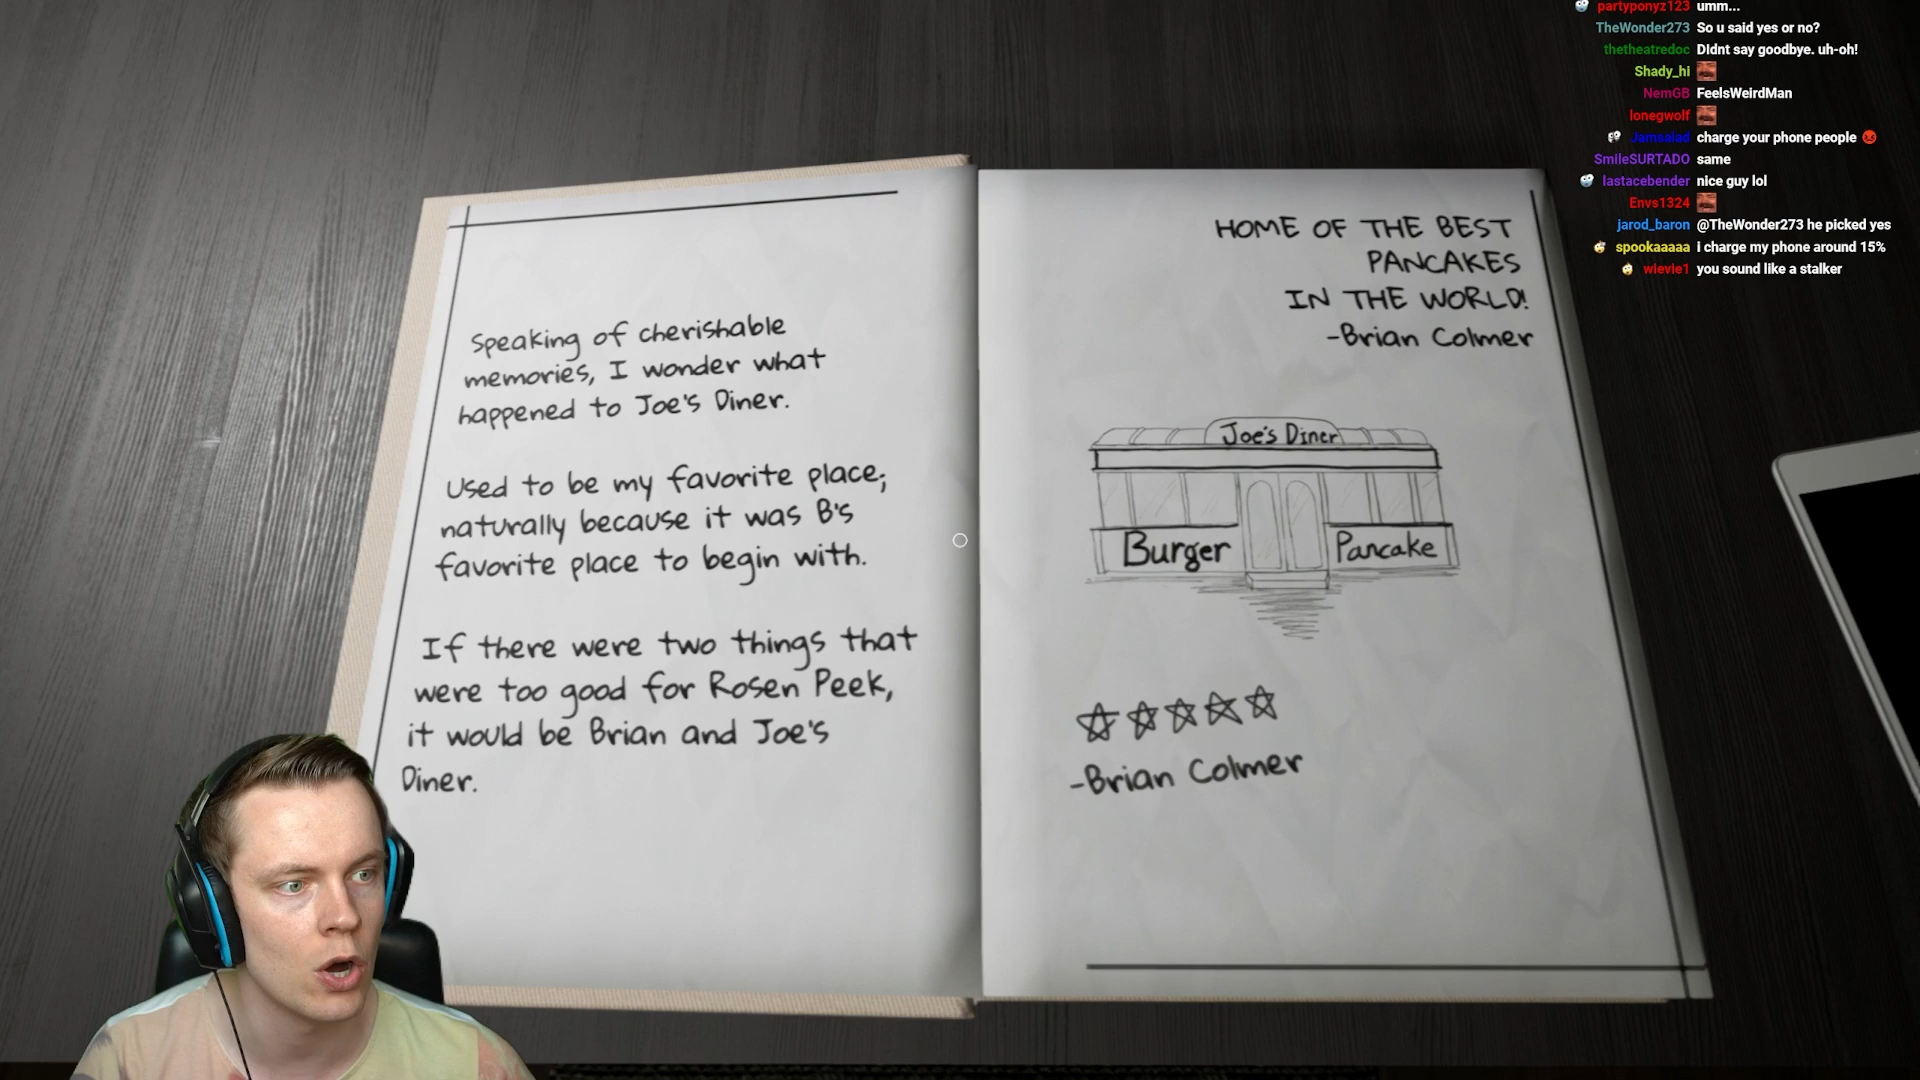 Speaking of cherishable
memories, I wonder what
happened to Joe's Diner.
Used to be my favorite place;
naturally because it was B's
favorite place to begin with.
If there were two things that
were too good for Rosen Peek,
it would be Brian and Joe's
Diner.
HOME OF THE BEST
PANCAKES
IN THE WORLD!
-Brian Colmer
Joe's Diner
Burger
Pancake
-Brian Colmer
partyponyz123 umm...
TheWonder273 So u said yes or no?
thetheatredoc DIdnt say goodbye. uh-oh!
Shady_hi
NemGB FeelsWeirdMan
lonegwolf
Jamsalad charge your phone people
SmileSURTADO same
lastacebender nice guy lol
Envs1324
jarod_baron @TheWonder273 he picked yes
spookaaaaa i charge my phone around 15%
wievie1 you sound like a stalker